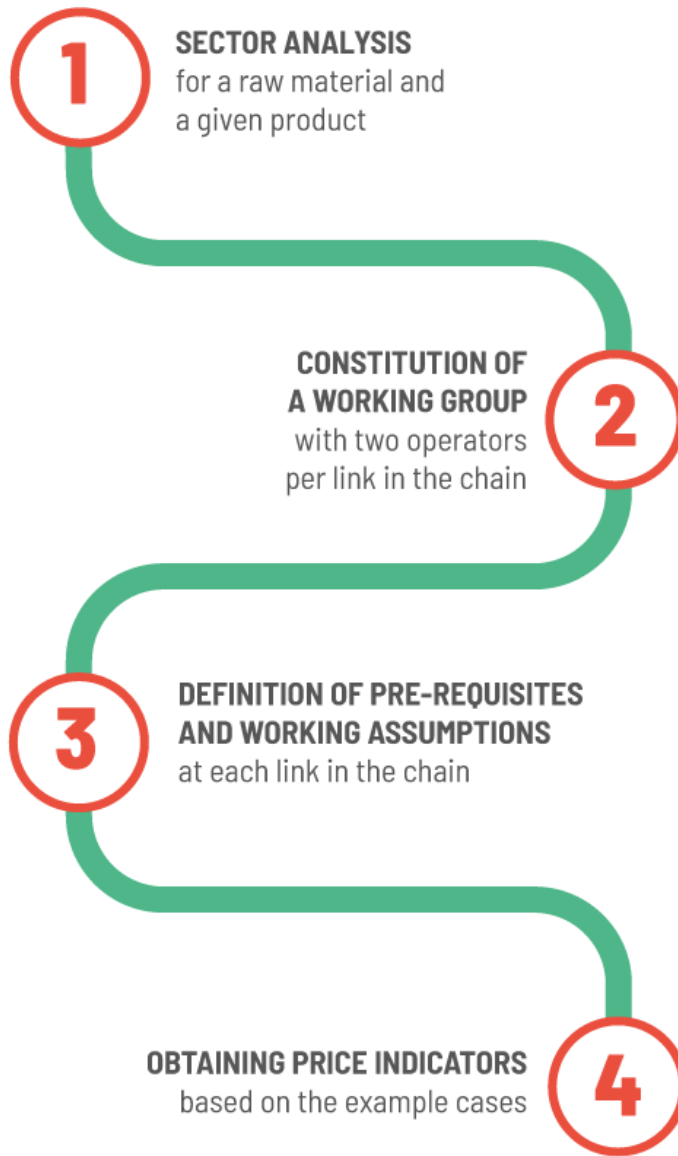 1
SECTOR ANALYSIS
for a raw material and
a given product
CONSTITUTION OF
A WORKING GROUP
with two operators
per link in the chain
2
3
DEFINITION OF PRE-REQUISITES
AND WORKING ASSUMPTIONS
at each link in the chain
OBTAINING PRICE INDICATORS
based on the example cases
4